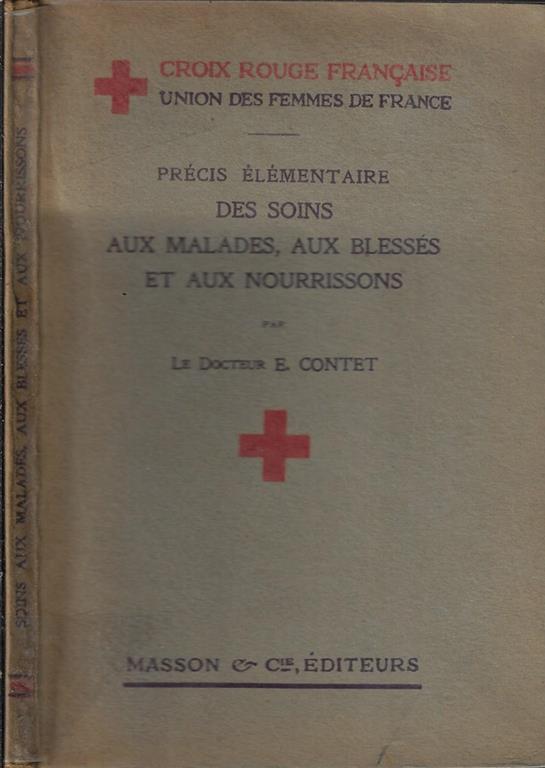 CROIX ROUGE FRANÇAISE
UNION DES FEMMES DE FRANCE
PRÉCIS ÉLÉMENTAIRE
DES SOINS
AUX MALADES, AUX BLESSÉS
ET AUX NOURRISSONS
PAR
LE DOCTEUR E. CONTET
MASSON & CIE, ÉDITEURS
SOINS AUX MALADES, AUX BLESSÉS ET AUX NOURRISSONS